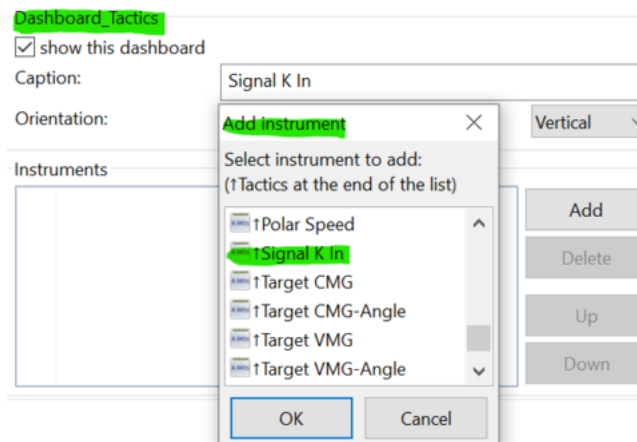 Dashboard_Tactics
show this dashboard
Caption: Signal K In
Orientation: Vertical
Add instrument
Select instrument to add:
(↑Tactics at the end of the list)
Instruments
↑Polar Speed
↑Signal K In
↑Target CMG
↑Target CMG-Angle
↑Target VMG
↑Target VMG-Angle
OK Cancel
Add
Delete
Up
Down